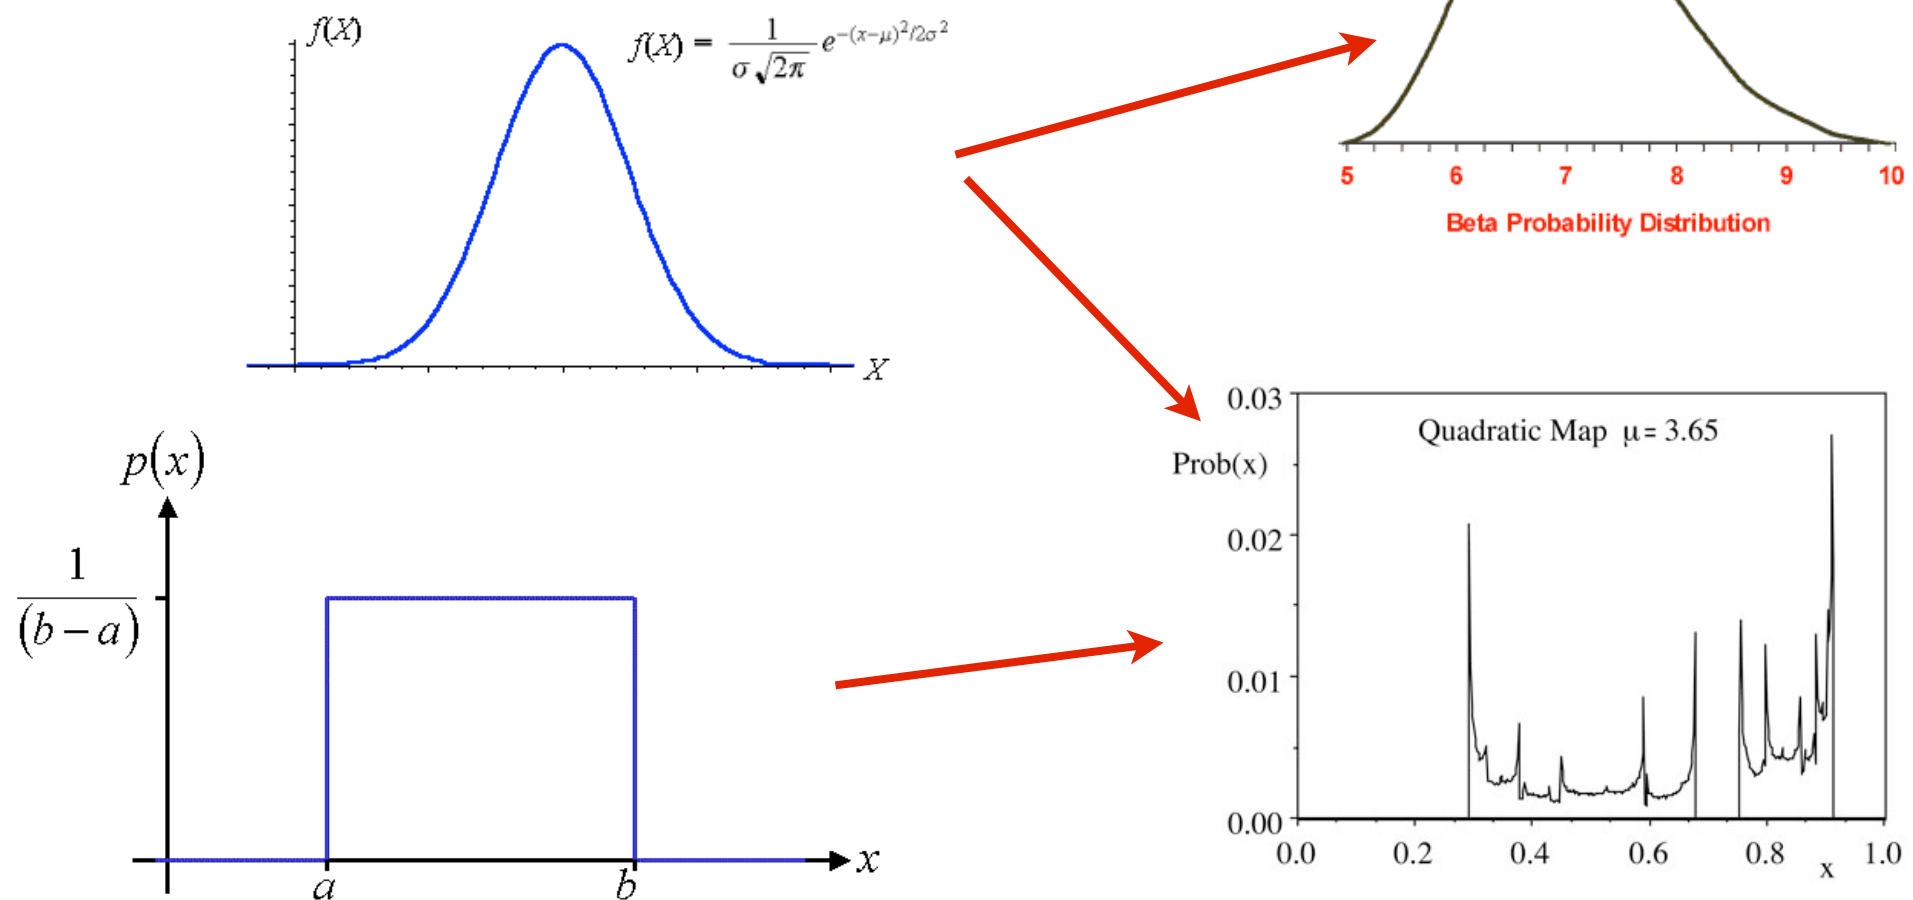 f(X)
f(X) = 1 / σ√2π e^−(x−μ)²/2σ²
X
5 6 7 8 9 10
Beta Probability Distribution
p(x)
1
(b − a)
a b
x
0.03
Quadratic Map μ = 3.65
Prob(x)
0.02
0.01
0.00
0.0 0.2 0.4 0.6 0.8 1.0
x